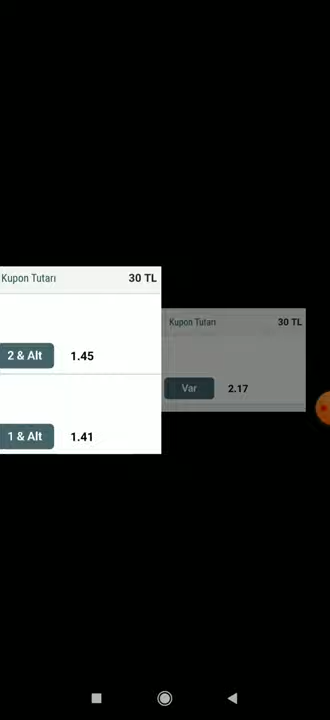 Kupon Tutarı 30 TL
2 & Alt 1.45
1 & Alt 1.41
Kupon Tutarı 30 TL
Var 2.17